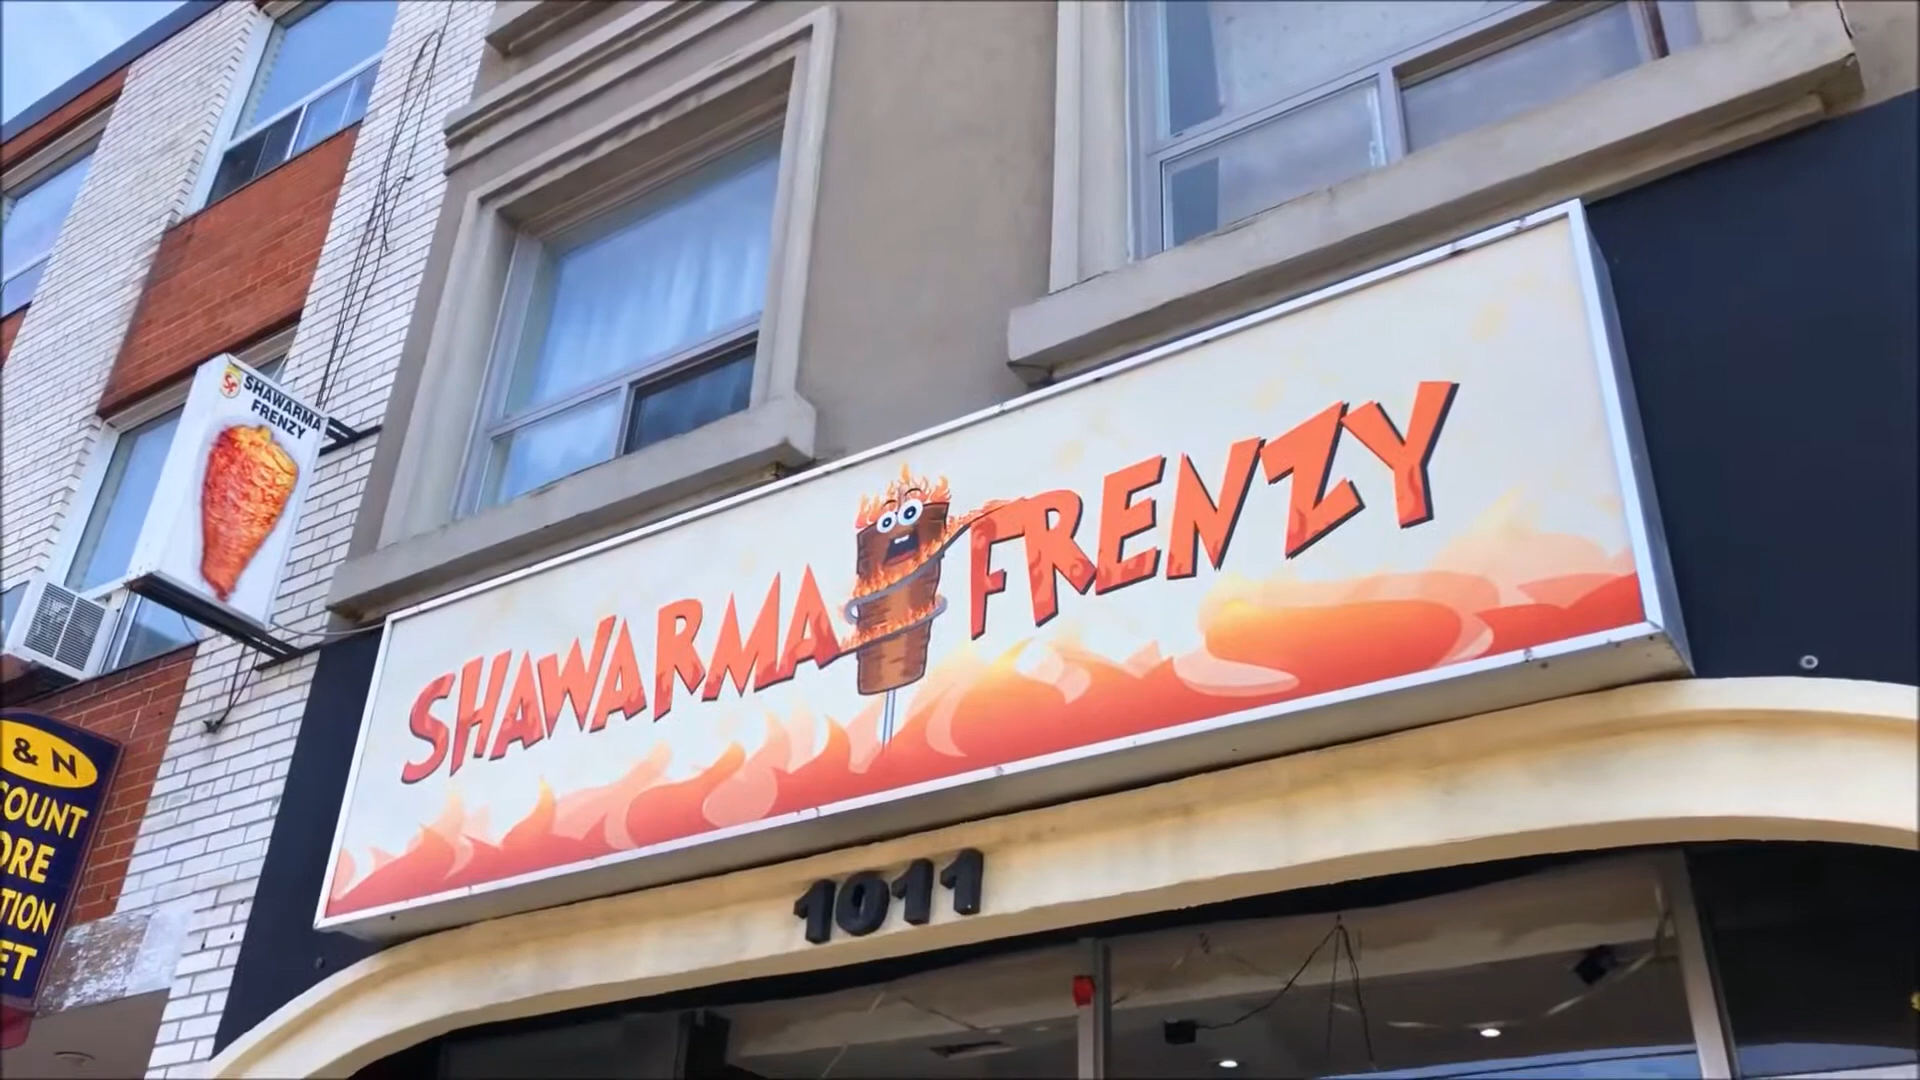 SF SHAWARMA
FRENZY
SHAWARMA FRENZY
1011
& N
COUNT
ORE
TION
ET